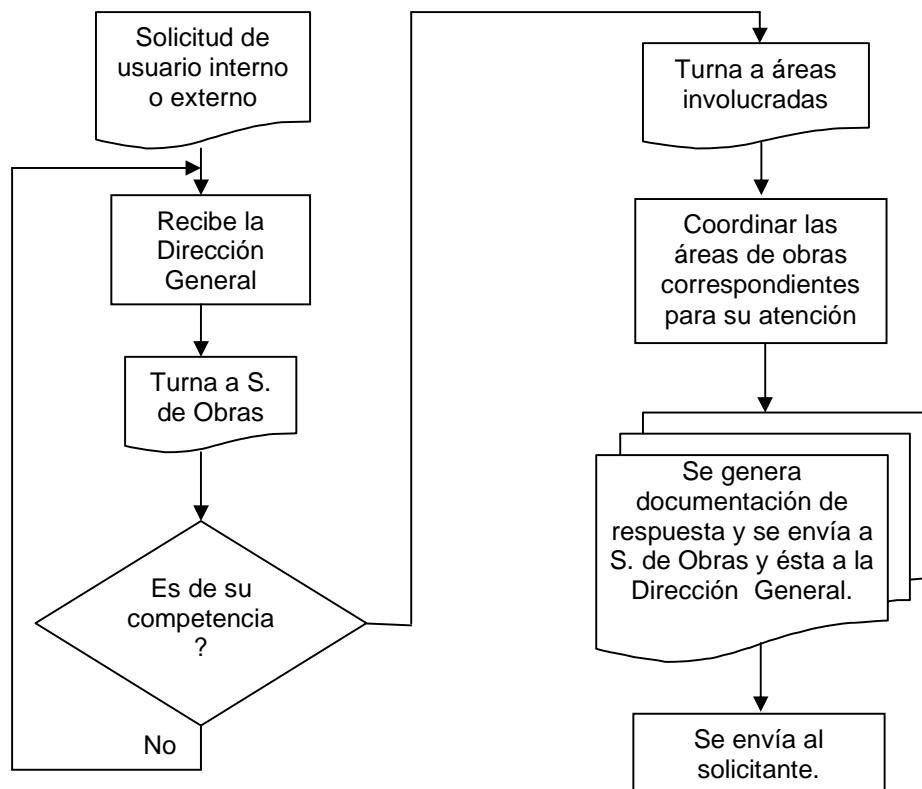 Solicitud de
usuario interno
o externo
Recibe la
Dirección
General
Turna a S.
de Obras
Es de su
competencia
?
No
Turna a áreas
involucradas
Coordinar las
áreas de obras
correspondientes
para su atención
Se genera
documentación de
respuesta y se envía a
S. de Obras y ésta a la
Dirección General.
Se envía al
solicitante.